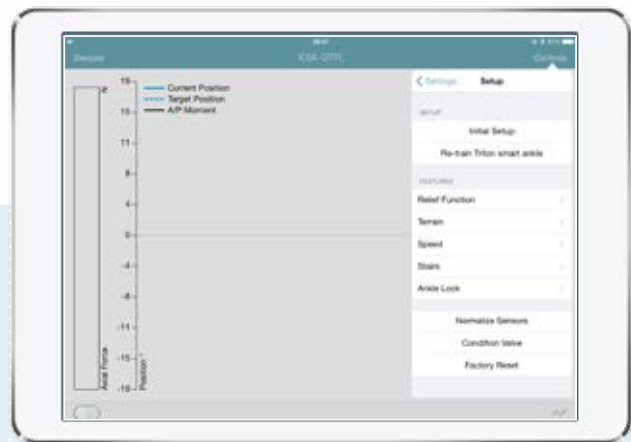 Devices
Controls
N
19
15
11
8
4
0
-4
-8
-11
-15
-19
Axial Force
Position °
Current Position
Target Position
A/P Moment
Settings
Setup
SETUP
Initial Setup
Re-train Triton smart ankle
FEATURES
Relief Function
Terrain
Speed
Stairs
Ankle Lock
Normalize Sensors
Condition Valve
Factory Reset